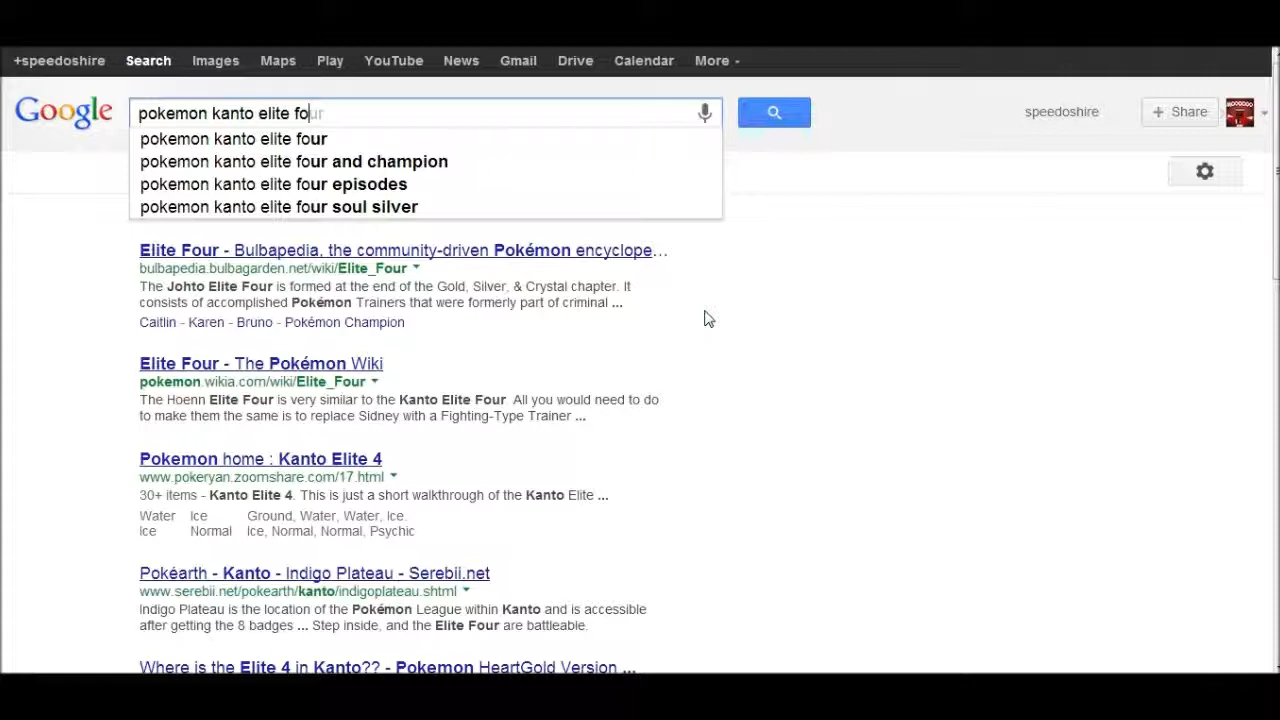 +speedoshire Search Images Maps Play YouTube News Gmail Drive Calendar More
Google pokemon kanto elite four speedoshire + Share
pokemon kanto elite four
pokemon kanto elite four and champion
pokemon kanto elite four episodes
pokemon kanto elite four soul silver
Elite Four - Bulbapedia, the community-driven Pokémon encyclope...
bulbapedia.bulbagarden.net/wiki/Elite_Four
The Johto Elite Four is formed at the end of the Gold, Silver, & Crystal chapter. It
consists of accomplished Pokémon Trainers that were formerly part of criminal ...
Caitlin - Karen - Bruno - Pokémon Champion
Elite Four - The Pokémon Wiki
pokemon.wikia.com/wiki/Elite_Four
The Hoenn Elite Four is very similar to the Kanto Elite Four All you would need to do
to make them the same is to replace Sidney with a Fighting-Type Trainer ...
Pokemon home : Kanto Elite 4
www.pokeryan.zoomshare.com/17.html
30+ items - Kanto Elite 4. This is just a short walkthrough of the Kanto Elite ...
Water Ice Ground, Water, Water, Ice.
Ice Normal Ice, Normal, Normal, Psychic
Pokéarth - Kanto - Indigo Plateau - Serebii.net
www.serebii.net/pokearth/kanto/indigoplateau.shtml
Indigo Plateau is the location of the Pokémon League within Kanto and is accessible
after getting the 8 badges ... Step inside, and the Elite Four are battleable.
Where is the Elite 4 in Kanto?? - Pokemon HeartGold Version ...